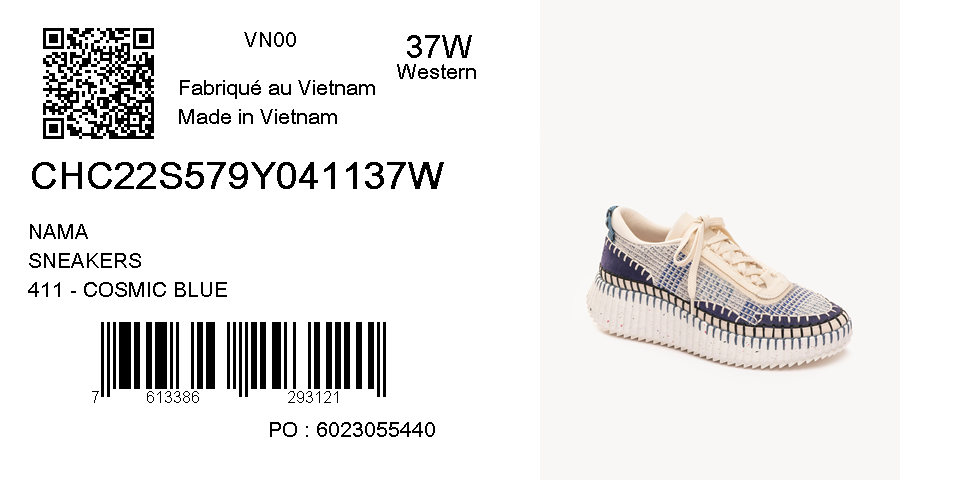 VN00
37W
Western
Fabriqué au Vietnam
Made in Vietnam
CHC22S579Y041137W
NAMA
SNEAKERS
411 - COSMIC BLUE
7 613386 293121
PO : 6023055440